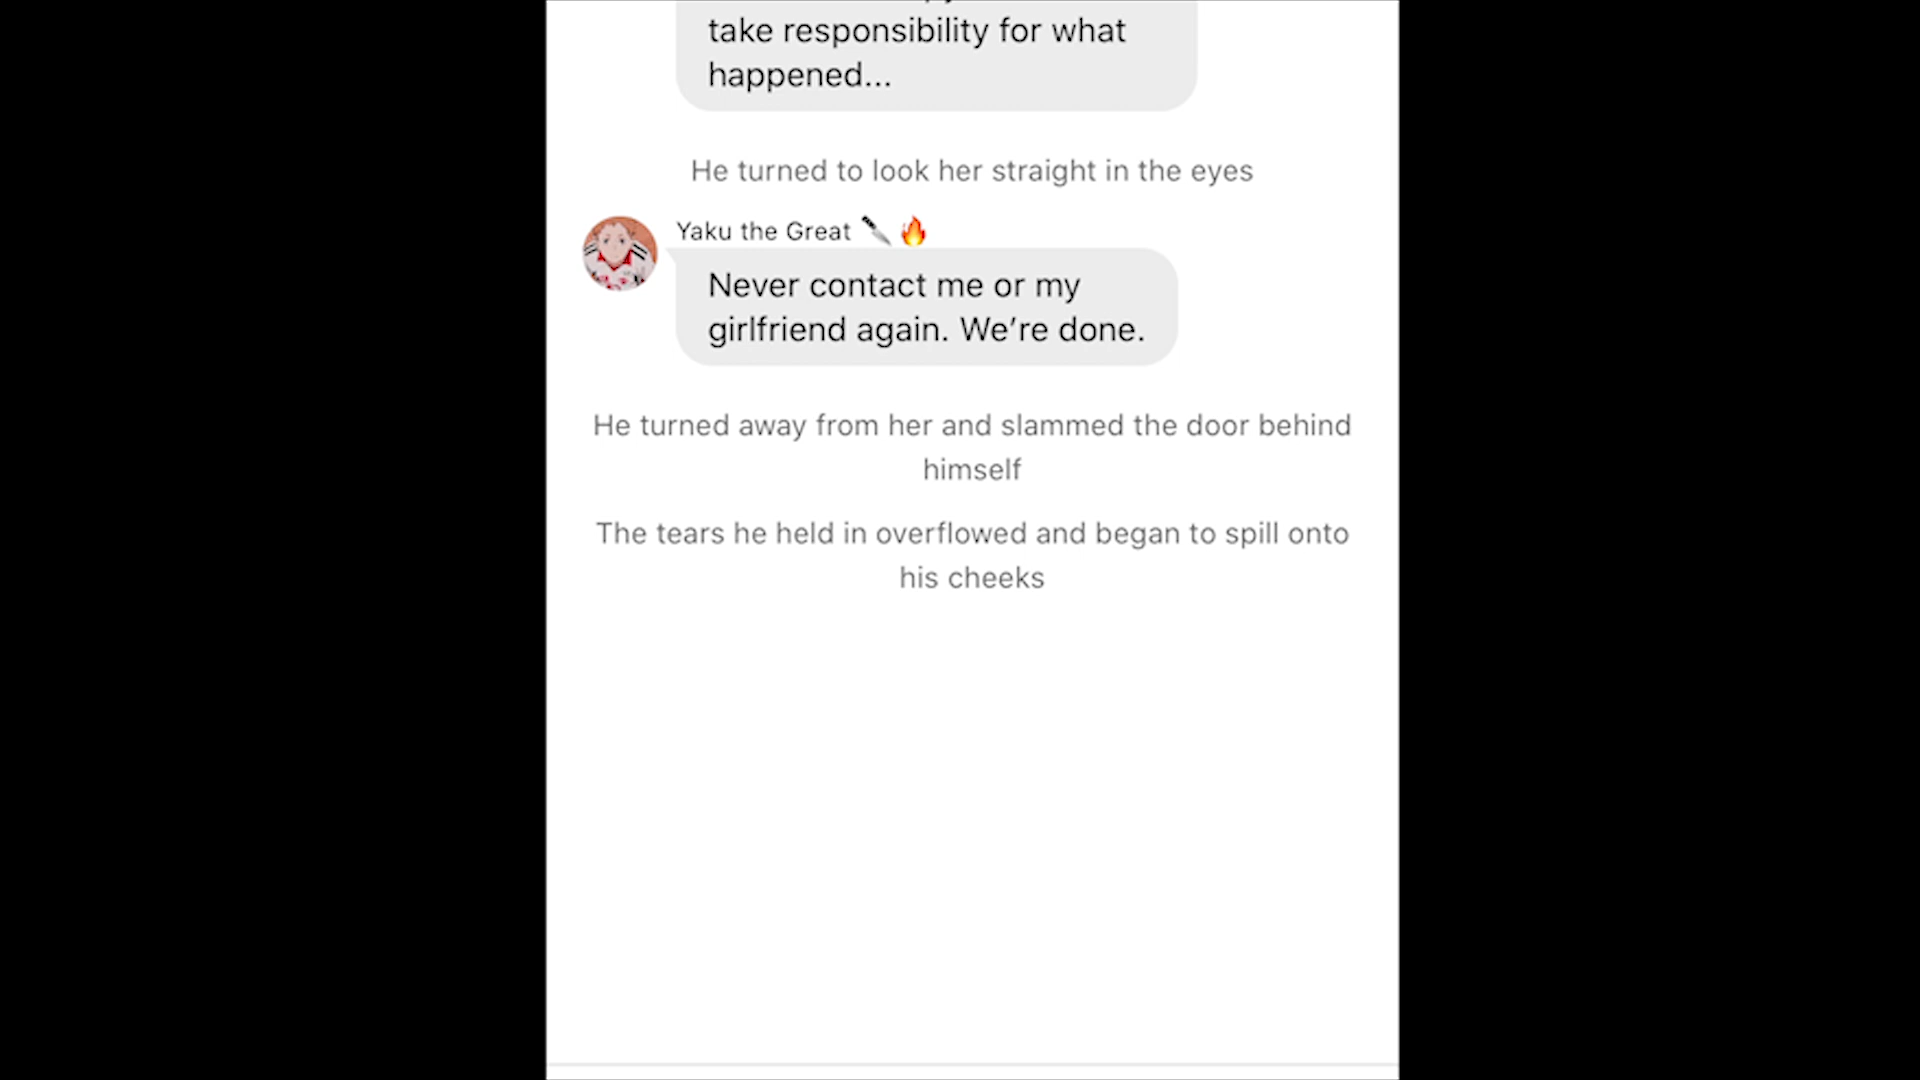 take responsibility for what
happened...
He turned to look her straight in the eyes
Yaku the Great 🔪🔥
Never contact me or my
girlfriend again. We’re done.
He turned away from her and slammed the door behind
himself
The tears he held in overflowed and began to spill onto
his cheeks